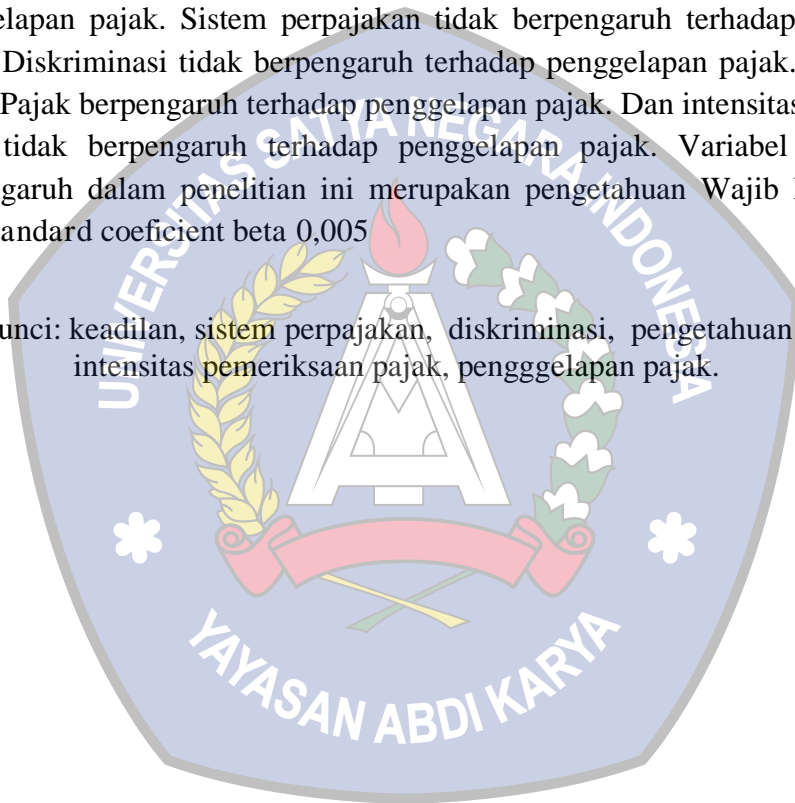 elapan pajak. Sistem perpajakan tidak berpengaruh terhadap
Diskriminasi tidak berpengaruh terhadap penggelapan pajak.
Pajak berpengaruh terhadap penggelapan pajak. Dan intensitas
tidak berpengaruh terhadap penggelapan pajak. Variabel
garuh dalam penelitian ini merupakan pengetahuan Wajib
andard coeficient beta 0,005
unci: keadilan, sistem perpajakan, diskriminasi, pengetahuan
intensitas pemeriksaan pajak, pengggelapan pajak.
UNIVERSITAS SATYA NEGARA INDONESIA
YAYASAN ABDI KARYA